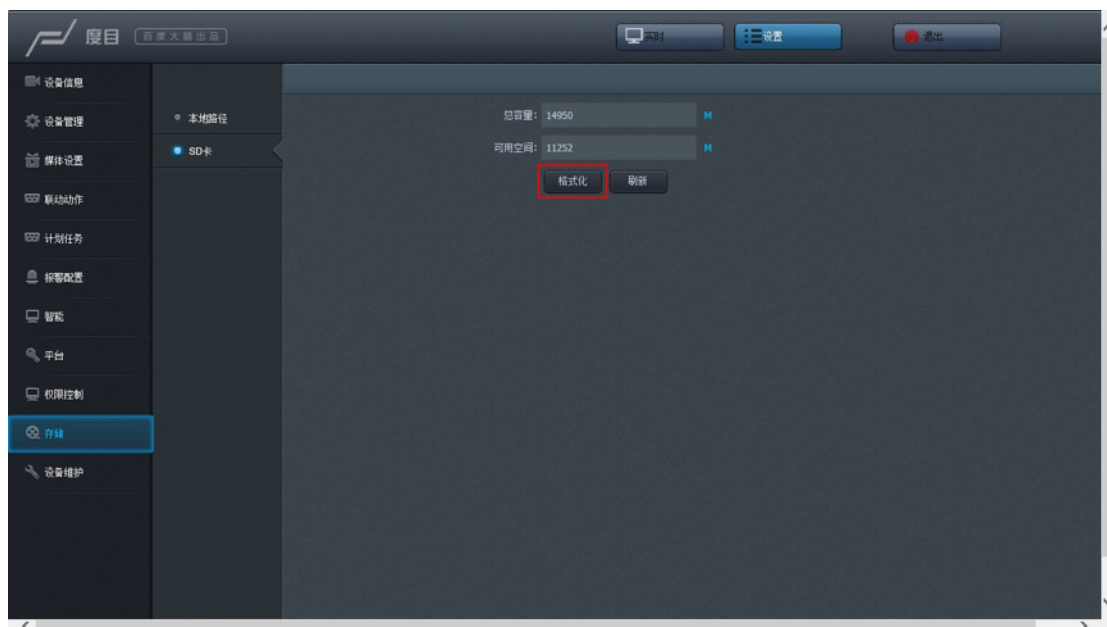 度目 百度大脑出品
实时
设置
退出
设备信息
设备管理
媒体设置
联动动作
计划任务
报警配置
智能
平台
权限控制
存储
设备维护
本地路径
SD卡
总容量: 14950 M
可用空间: 11252 M
格式化 刷新